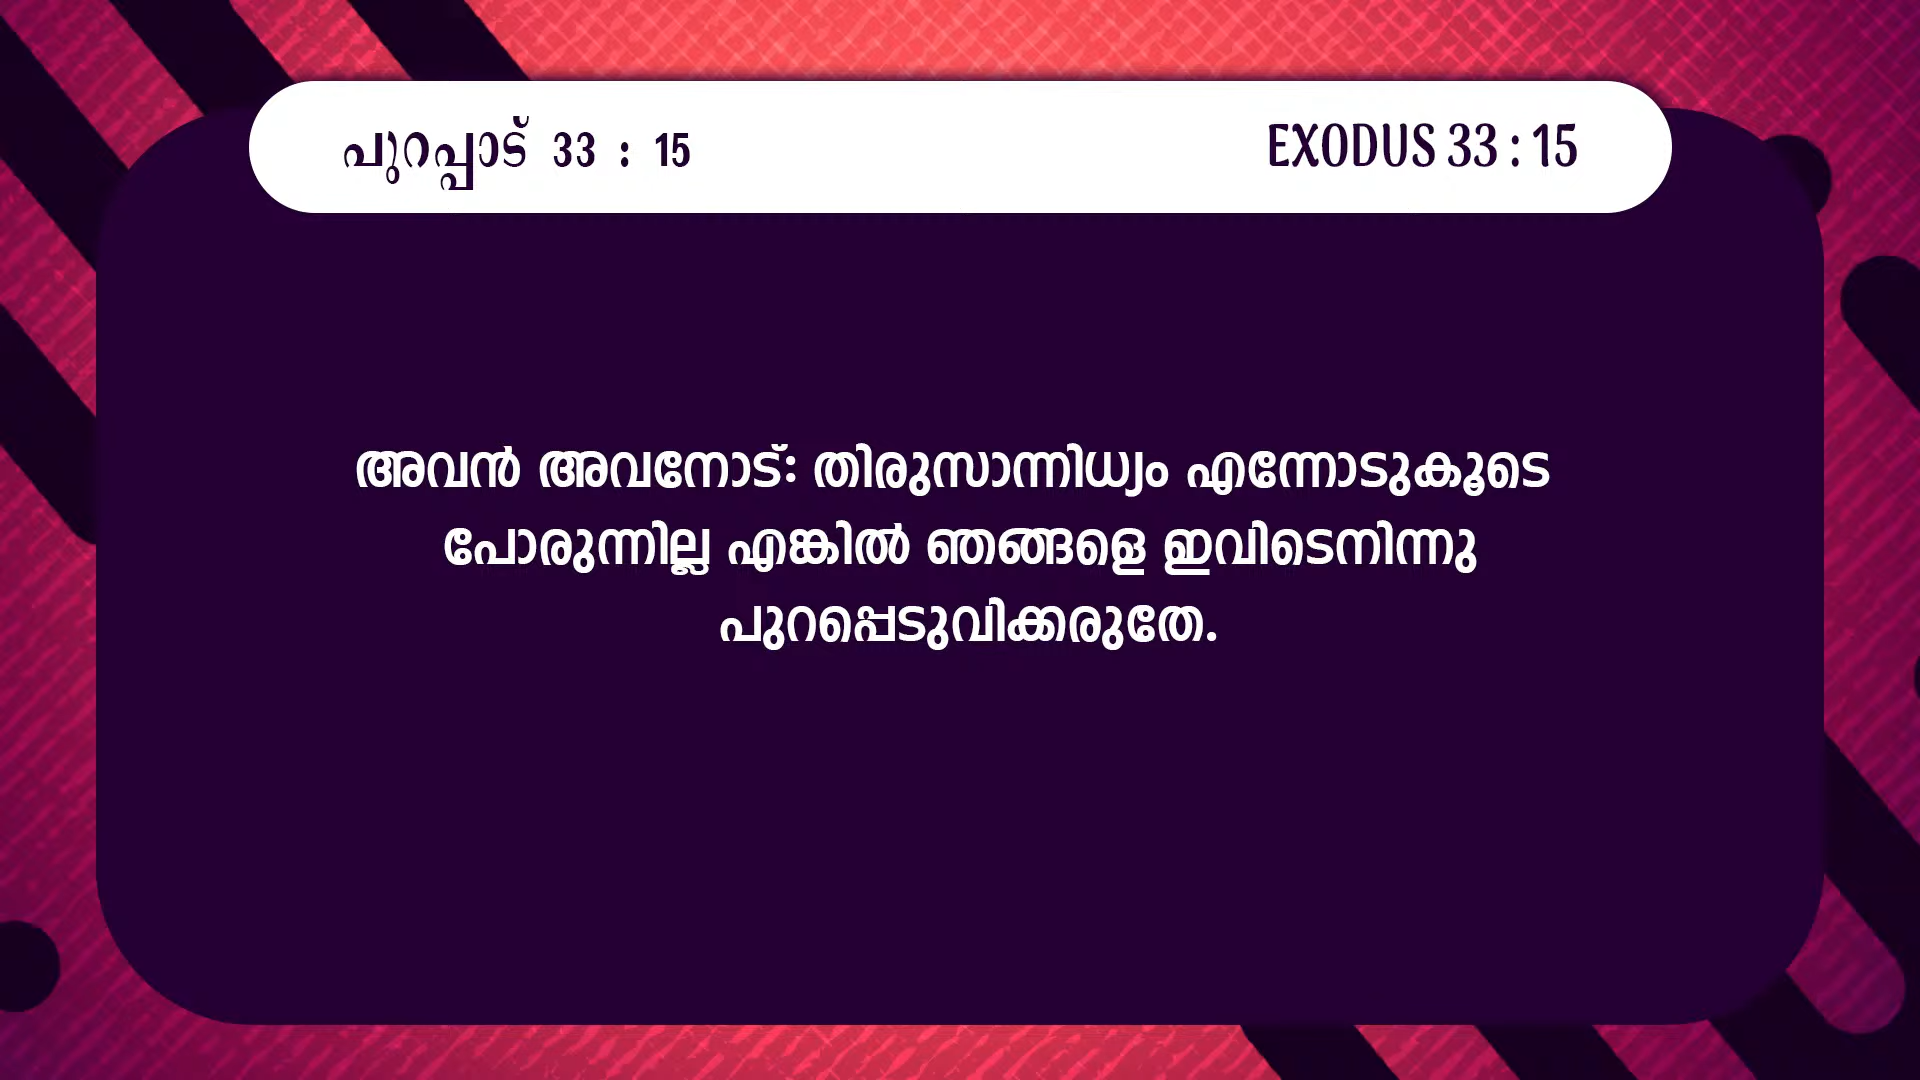 പുറപ്പാട് 33 : 15
EXODUS 33 : 15
അവൻ അവനോട്: തിരുസാന്നിധ്യം എന്നോടുകൂടെ
പോരുന്നില്ല എങ്കിൽ ഞങ്ങളെ ഇവിടെനിന്നു
പുറപ്പെടുവിക്കരുതേ.